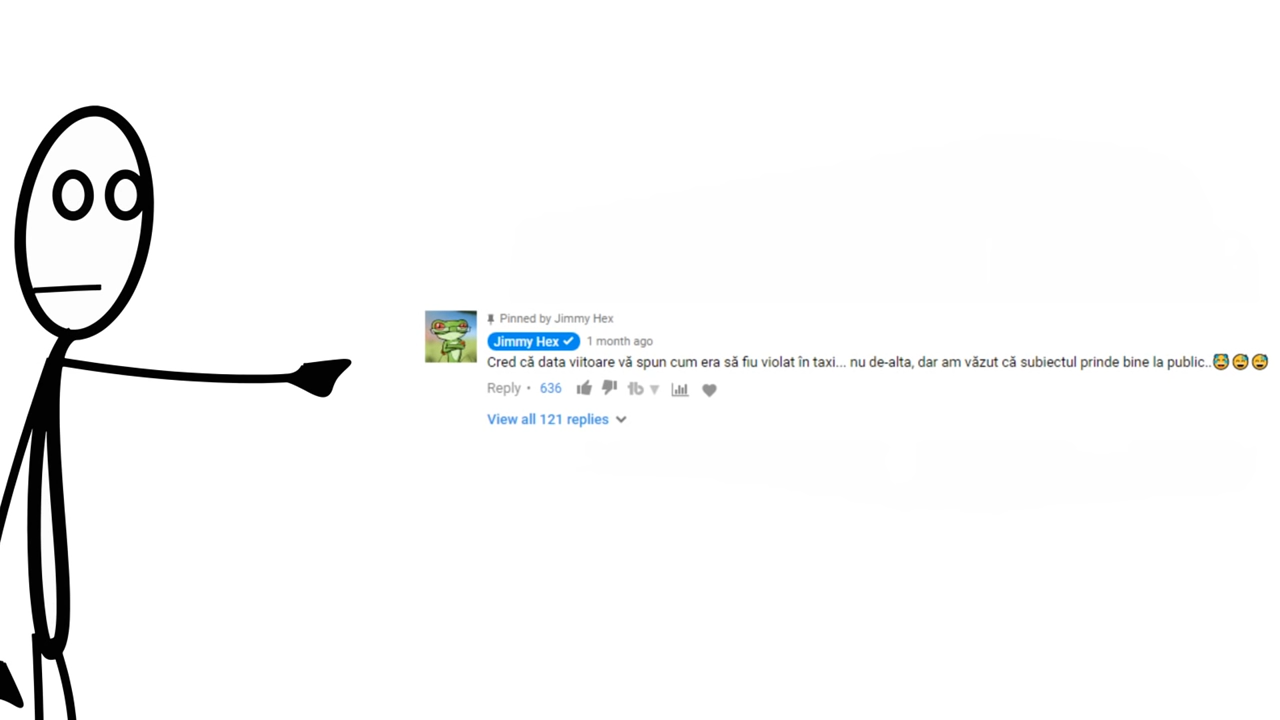 Pinned by Jimmy Hex
Jimmy Hex 1 month ago
Cred că data viitoare vă spun cum era să fiu violat în taxi... nu de-alta, dar am văzut că subiectul prinde bine la public..😅😅😅
Reply • 636
View all 121 replies